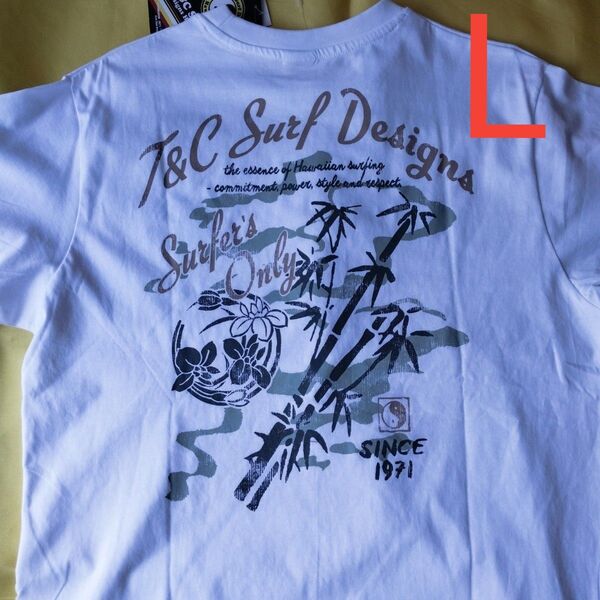 L
T&C Surf Designs
the essence of Hawaiian surfing
- commitment, power, style and respect.
Surfer's
Only
SINCE
1971